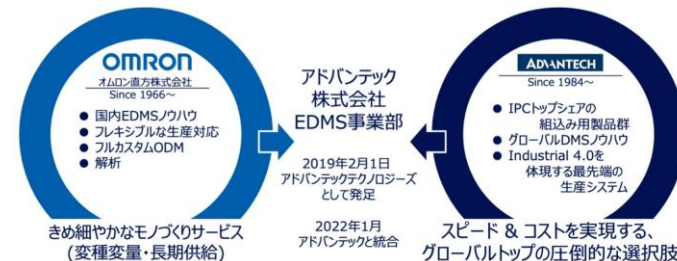 OMRON
オムロン直方株式会社
Since 1966~
● 国内EDMSノウハウ
● フレキシブルな生産対応
● フルカスタムODM
● 解析
きめ細やかなモノづくりサービス
(変種変量・長期供給)
アドバンテック
株式会社
EDMS事業部
2019年2月1日
アドバンテックテクノロジーズ
として発足
2022年1月
アドバンテックと統合
ADVANTECH
Since 1984~
● IPCトップシェアの
組込み用製品群
● グローバルDMSノウハウ
● Industrial 4.0を
体現する最先端の
生産システム
スピード & コストを実現する、
グローバルトップの圧倒的な選択肢